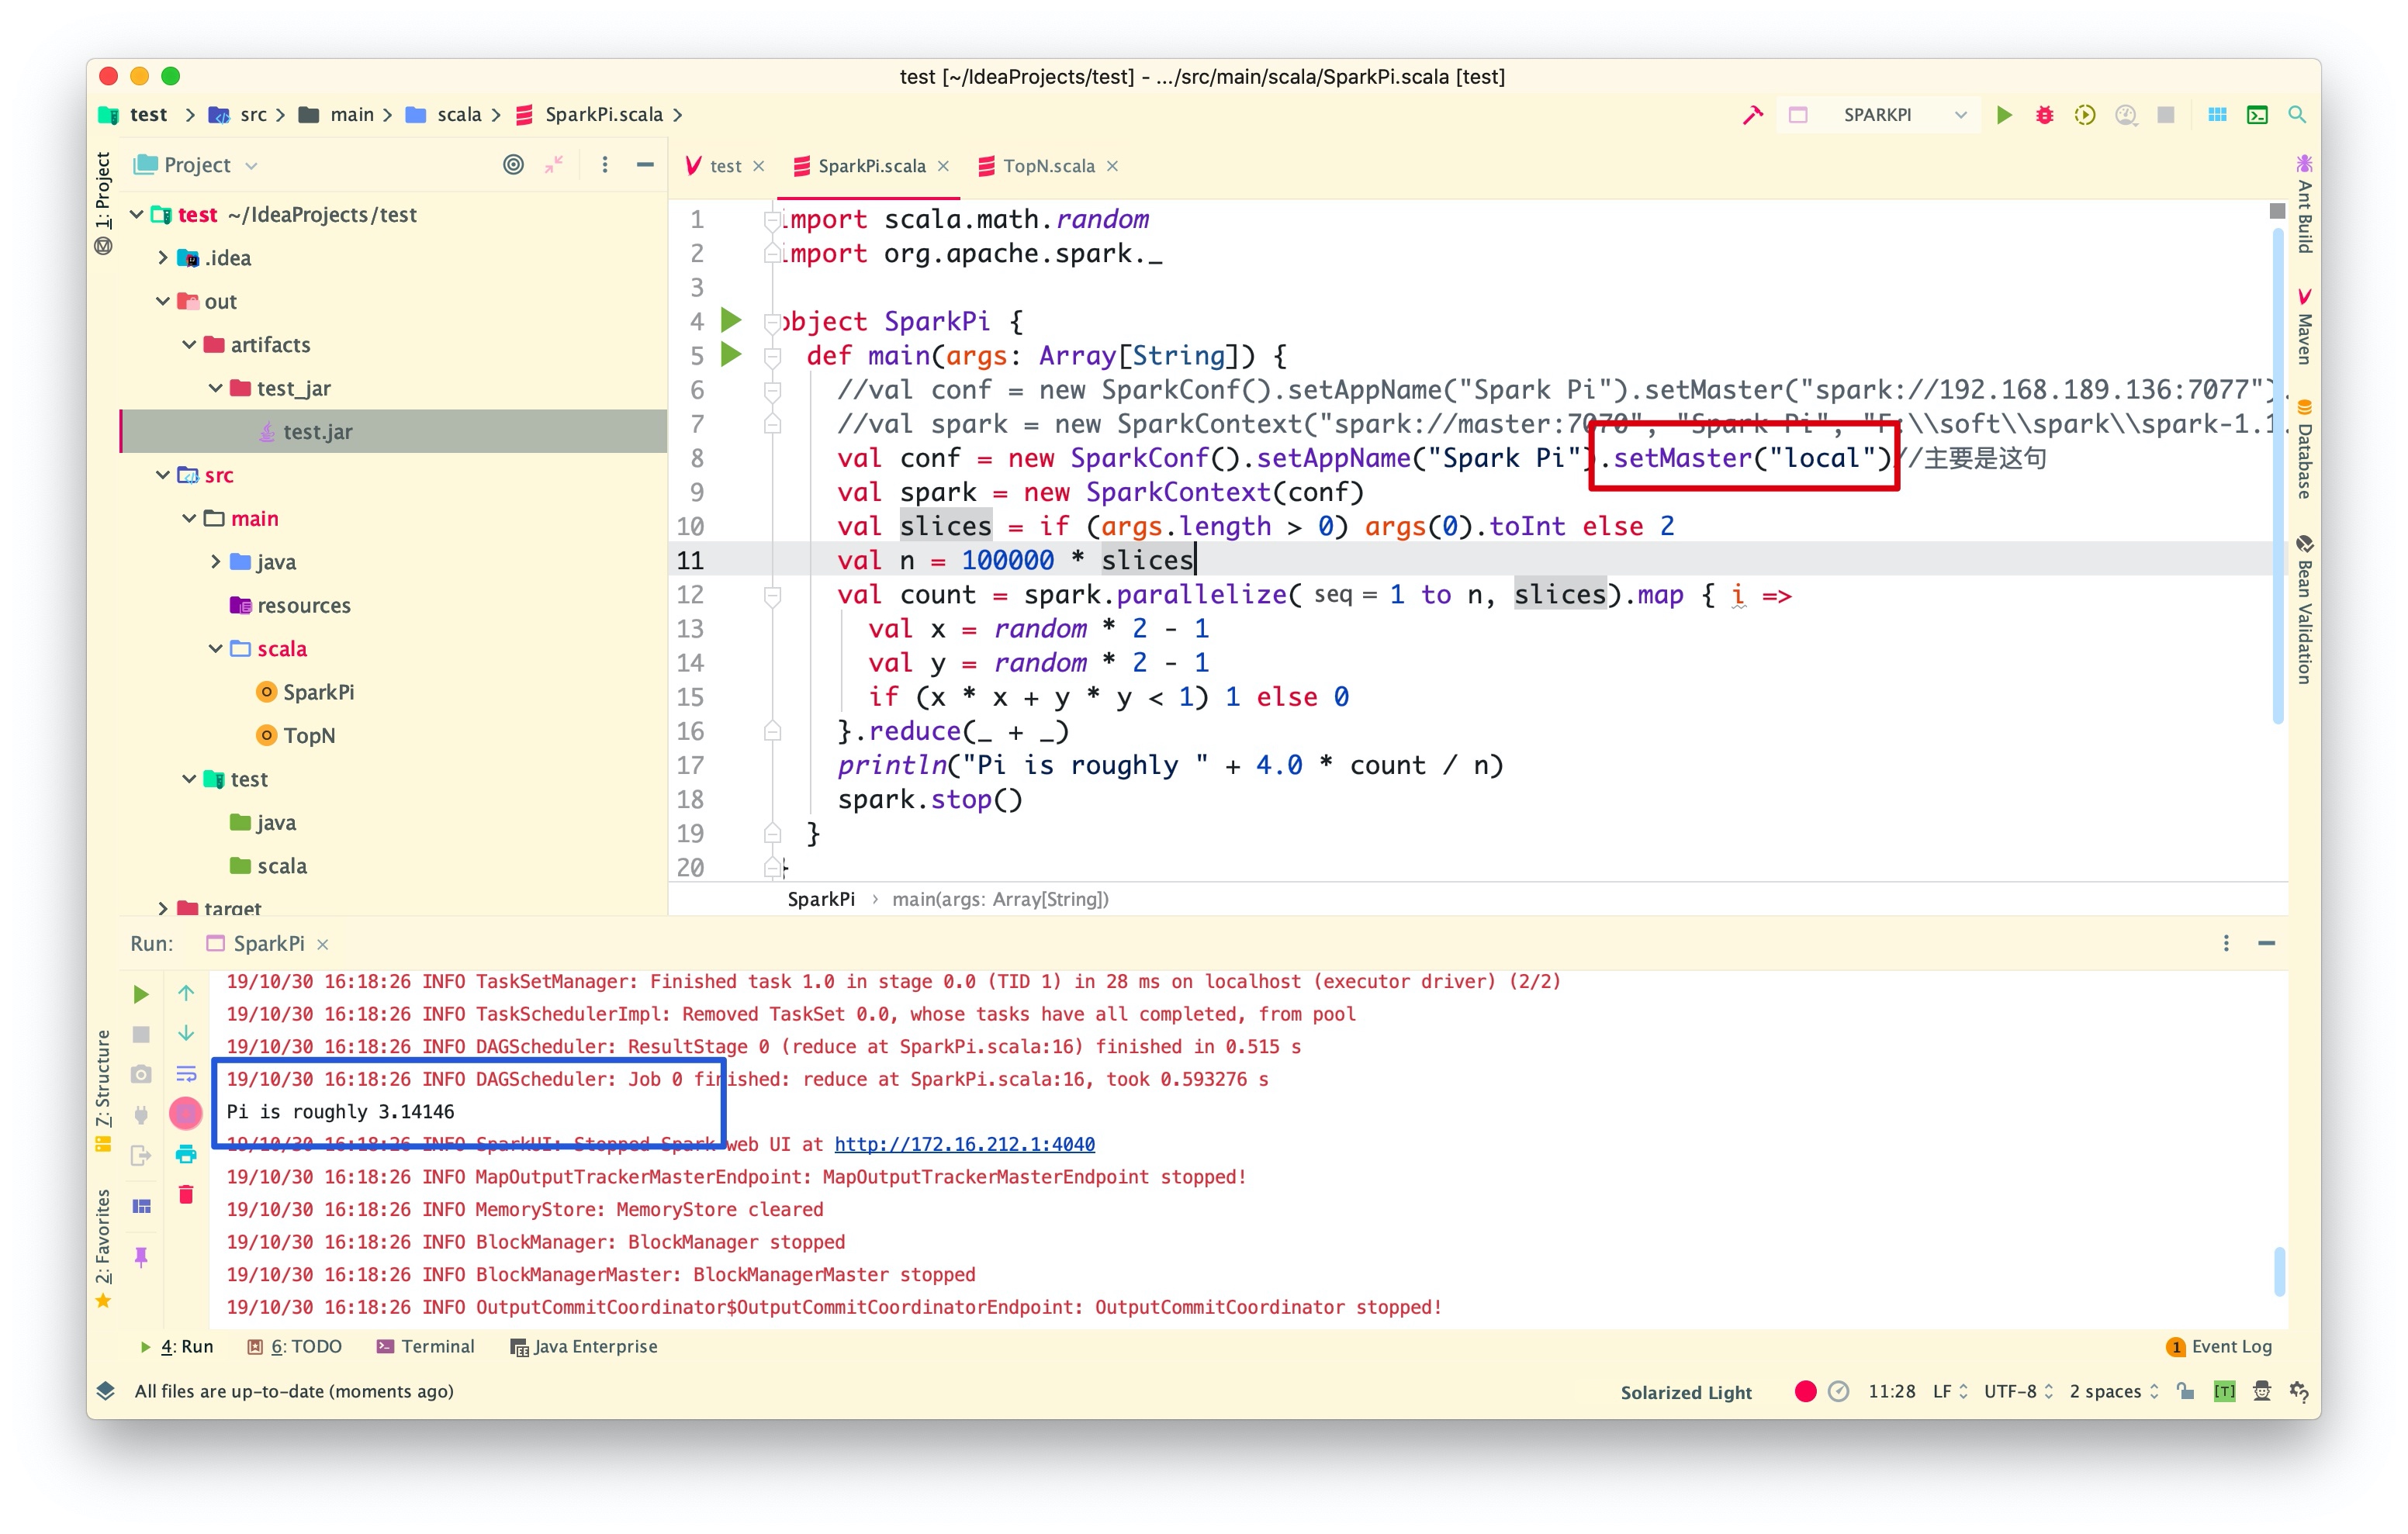 test [~/IdeaProjects/test] - .../src/main/scala/SparkPi.scala [test]
test src main scala SparkPi.scala
SPARKPI
1: Project
Project
test ~/IdeaProjects/test
.idea
out
artifacts
test_jar
test.jar
src
main
java
resources
scala
SparkPi
TopN
test
java
scala
target
test SparkPi.scala TopN.scala
1 import scala.math.random
2 import org.apache.spark._
3
4 object SparkPi {
5 def main(args: Array[String]) {
6 //val conf = new SparkConf().setAppName("Spark Pi").setMaster("spark://192.168.189.136:7077").
7 //val spark = new SparkContext("spark://master:7070", "Spark Pi", "F:\\soft\\spark\\spark-1.1.
8 val conf = new SparkConf().setAppName("Spark Pi").setMaster("local")//主要是这句
9 val spark = new SparkContext(conf)
10 val slices = if (args.length > 0) args(0).toInt else 2
11 val n = 100000 * slices
12 val count = spark.parallelize( seq = 1 to n, slices).map { i =>
13 val x = random * 2 - 1
14 val y = random * 2 - 1
15 if (x * x + y * y < 1) 1 else 0
16 }.reduce(_ + _)
17 println("Pi is roughly " + 4.0 * count / n)
18 spark.stop()
19 }
20 }
SparkPi › main(args: Array[String])
Ant Build
Maven
Database
Bean Validation
Run: SparkPi
19/10/30 16:18:26 INFO TaskSetManager: Finished task 1.0 in stage 0.0 (TID 1) in 28 ms on localhost (executor driver) (2/2)
19/10/30 16:18:26 INFO TaskSchedulerImpl: Removed TaskSet 0.0, whose tasks have all completed, from pool
19/10/30 16:18:26 INFO DAGScheduler: ResultStage 0 (reduce at SparkPi.scala:16) finished in 0.515 s
19/10/30 16:18:26 INFO DAGScheduler: Job 0 finished: reduce at SparkPi.scala:16, took 0.593276 s
Pi is roughly 3.14146
19/10/30 16:18:26 INFO SparkUI: Stopped Spark web UI at http://172.16.212.1:4040
19/10/30 16:18:26 INFO MapOutputTrackerMasterEndpoint: MapOutputTrackerMasterEndpoint stopped!
19/10/30 16:18:26 INFO MemoryStore: MemoryStore cleared
19/10/30 16:18:26 INFO BlockManager: BlockManager stopped
19/10/30 16:18:26 INFO BlockManagerMaster: BlockManagerMaster stopped
19/10/30 16:18:26 INFO OutputCommitCoordinator$OutputCommitCoordinatorEndpoint: OutputCommitCoordinator stopped!
7: Structure
2: Favorites
4: Run 6: TODO Terminal Java Enterprise 1 Event Log
All files are up-to-date (moments ago) Solarized Light 11:28 LF UTF-8 2 spaces [T]